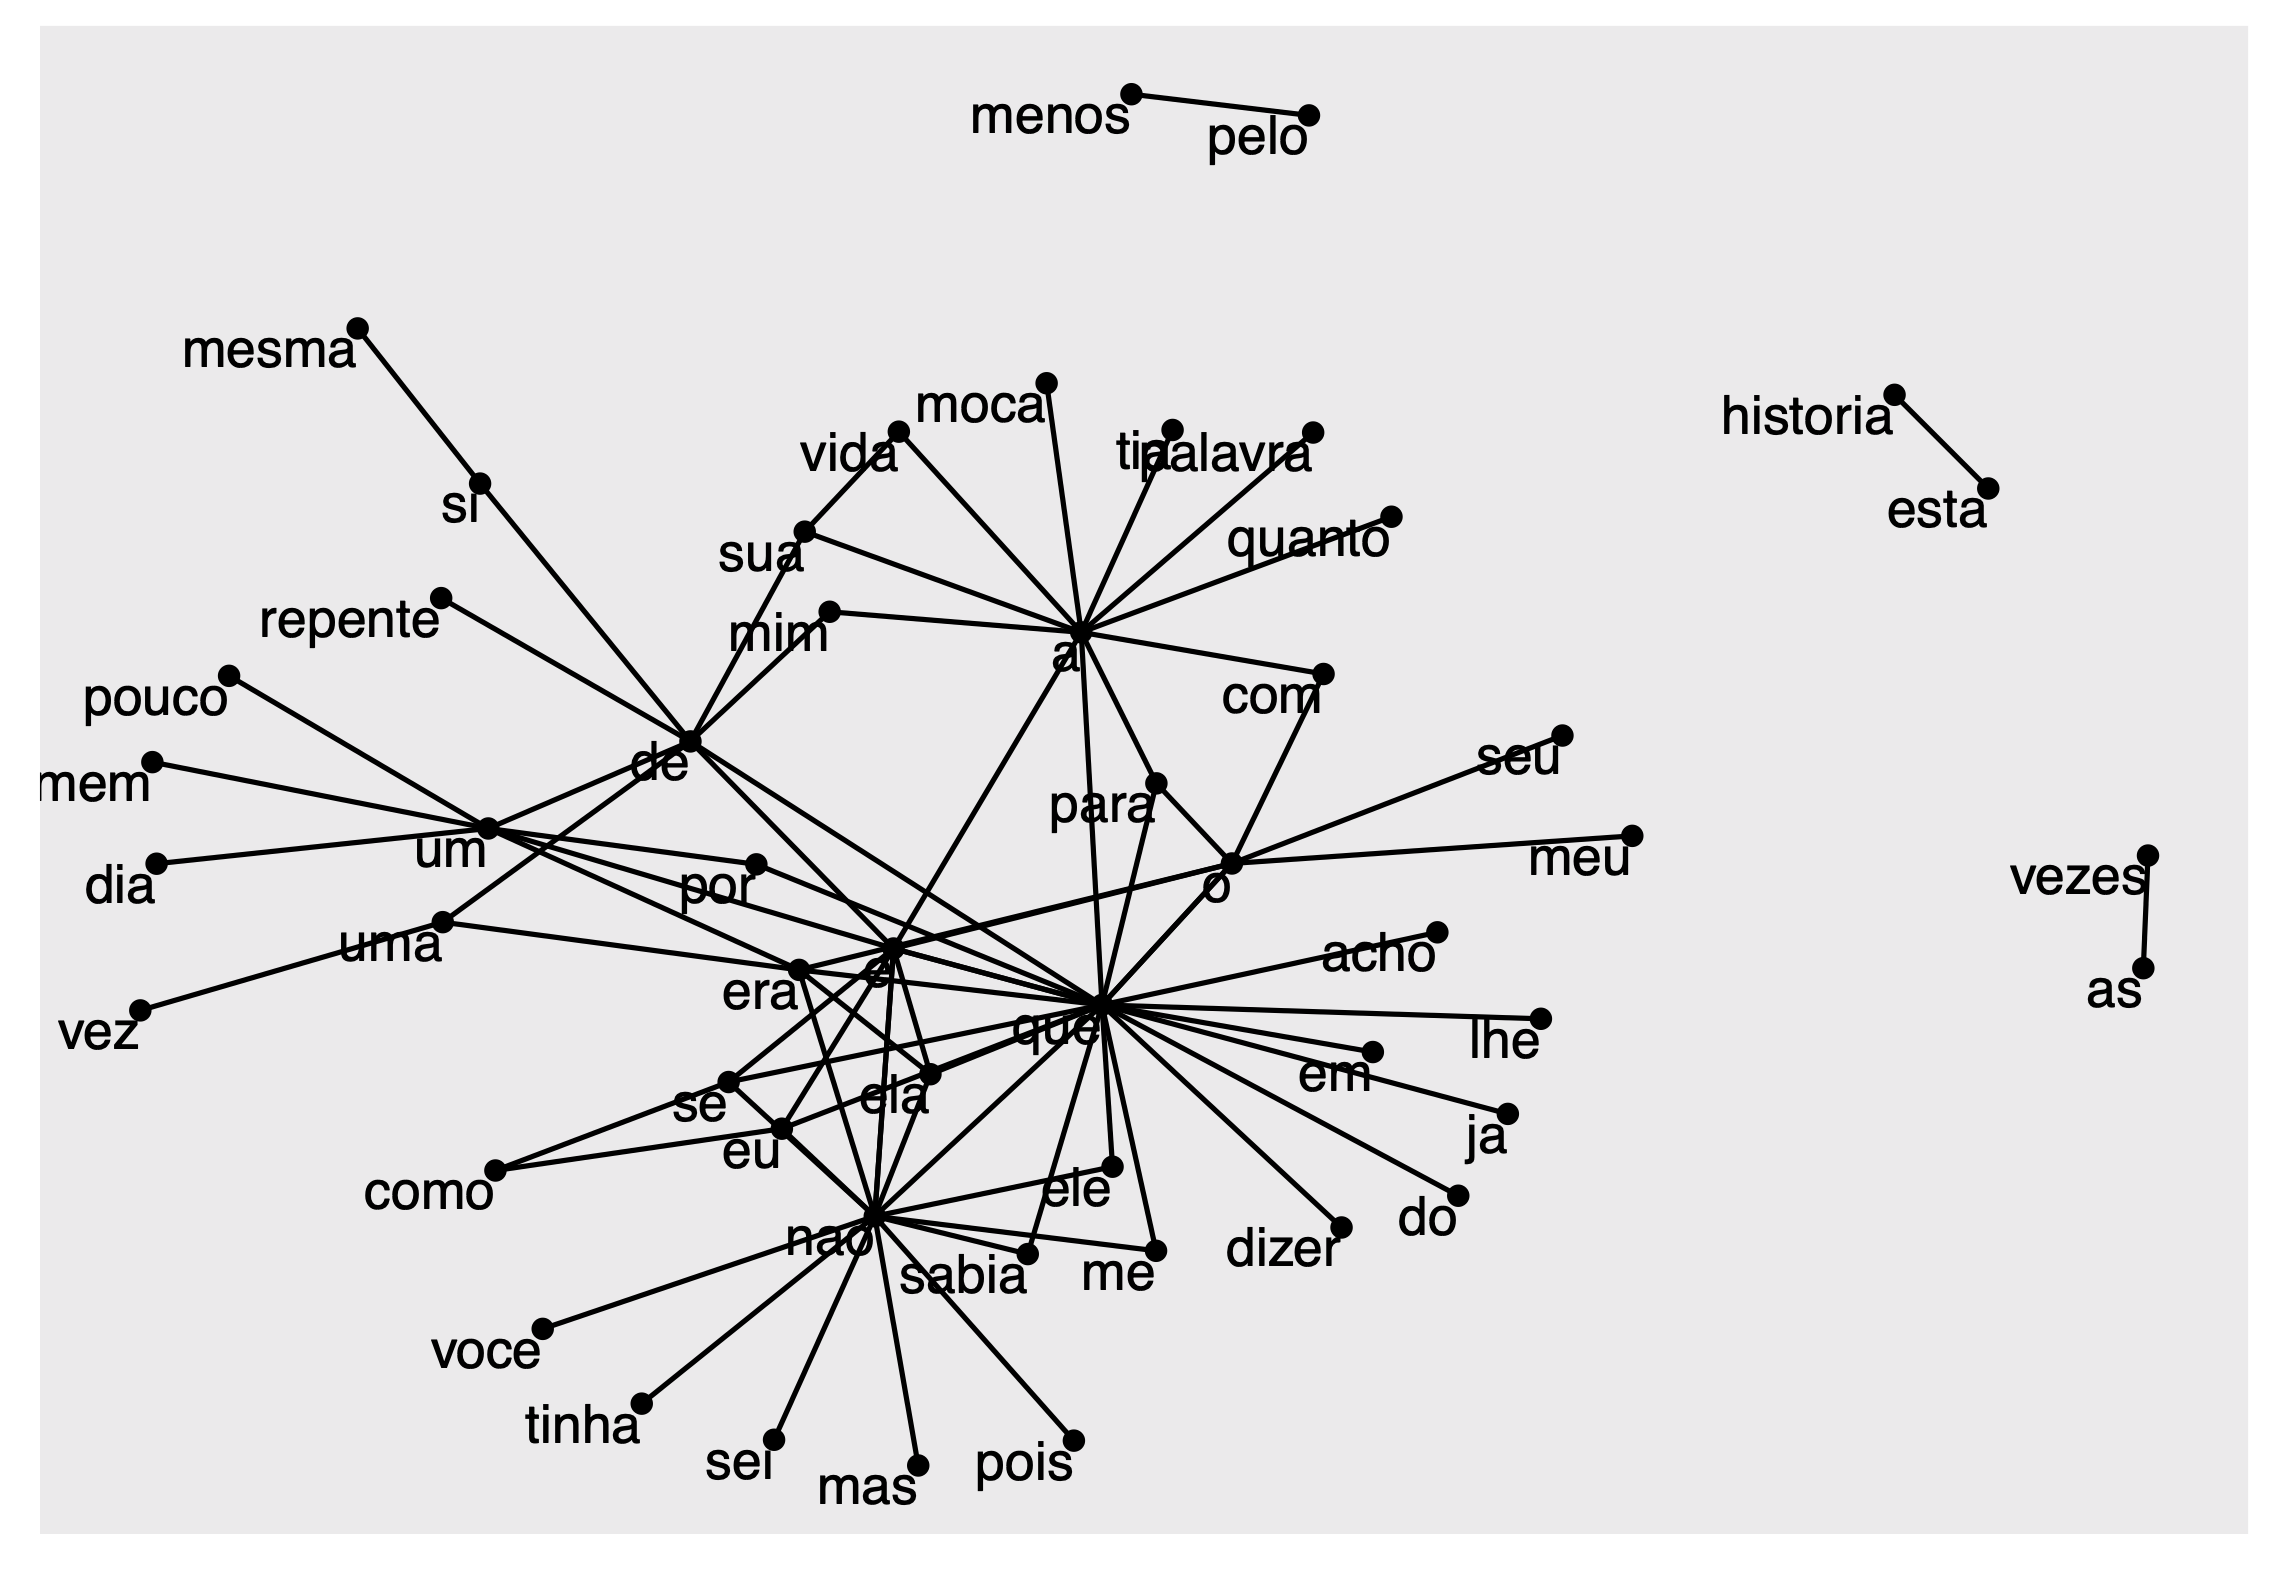 menos
pelo
mesma
moca
historia
vida
tia
palavra
si
esta
quanto
sua
repente
mim
a
com
pouco
seu
de
mem
para
um
meu
vezes
dia
por
o
uma
acho
e
era
as
vez
que
lhe
em
ela
se
ja
eu
ele
como
do
nao
dizer
sabia
me
voce
tinha
sei
pois
mas